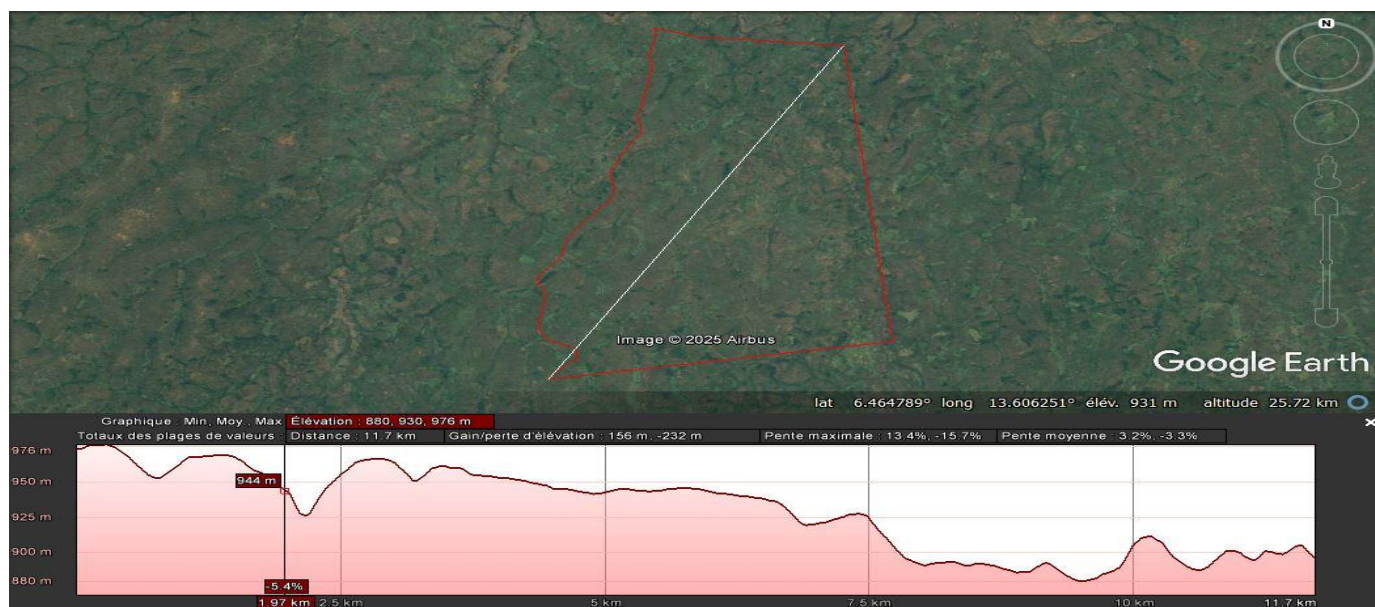 N
Image © 2025 Airbus
Google Earth
lat 6.464789° long 13.606251° élév. 931 m altitude 25.72 km
Graphique : Min, Moy., Max Élévation : 880, 930, 976 m
Totaux des plages de valeurs : Distance : 11.7 km Gain/perte d'élévation : 156 m, -232 m Pente maximale : 13.4%, -15.7% Pente moyenne : 3.2%, -3.3%
976 m
950 m
944 m
925 m
900 m
880 m
-5.4%
1.97 km 2.5 km 5 km 7.5 km 10 km 11.7 km